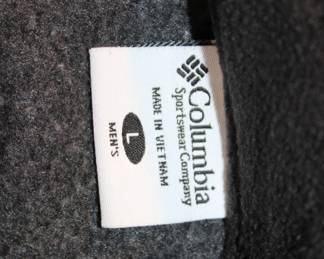 Columbia
Sportswear Company
MADE IN VIETNAM
L
MEN'S